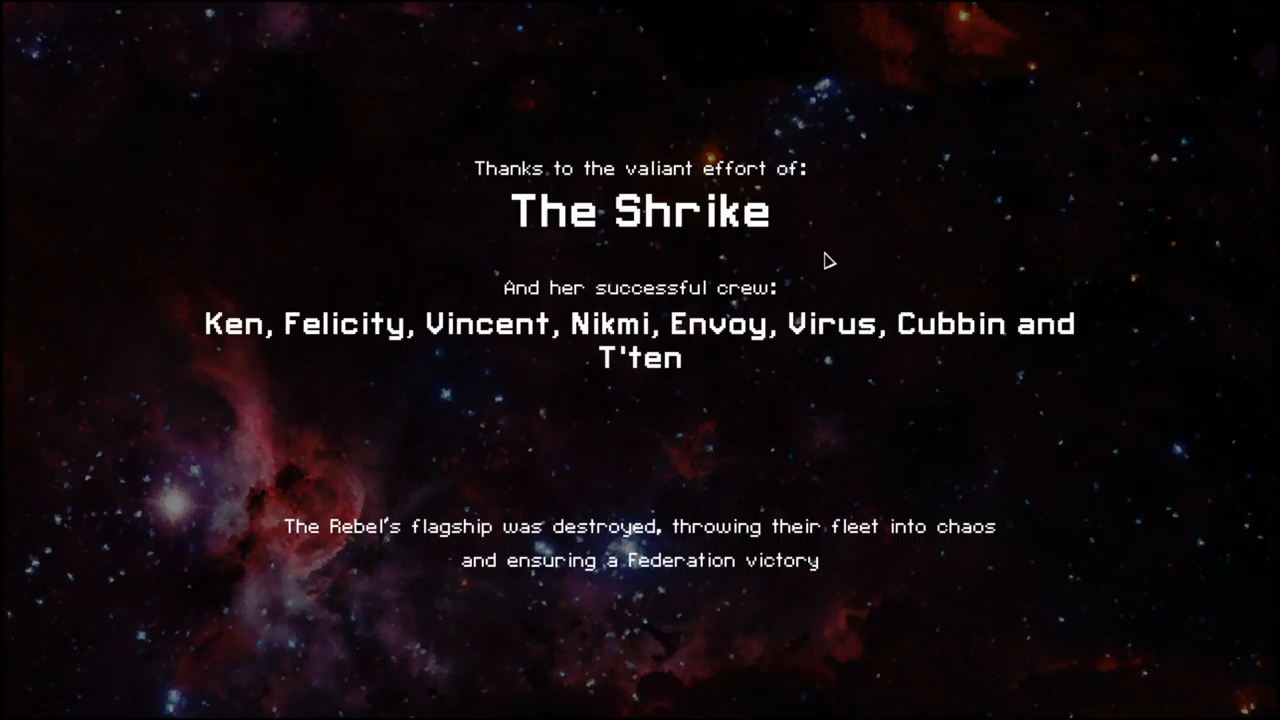 Thanks to the valiant effort of:
The Shrike
And her successful crew:
Ken, Felicity, Vincent, Nikmi, Envoy, Virus, Cubbin and
T'ten
The Rebel's flagship was destroyed, throwing their fleet into chaos
and ensuring a Federation victory